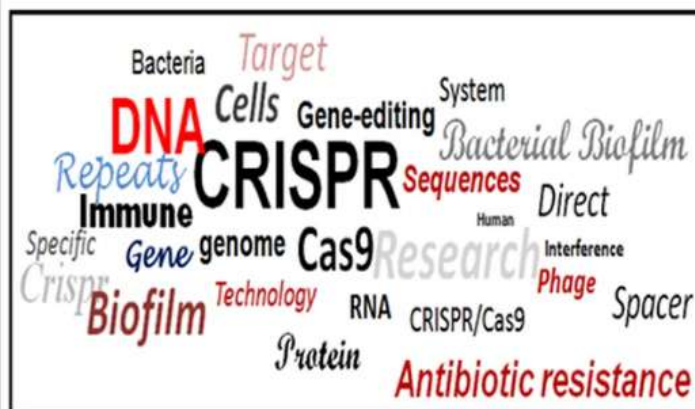 Bacteria
Target
DNA
Cells
Gene-editing
System
Bacterial Biofilm
Repeats
CRISPR
Sequences
Direct
Immune
Human
Specific
Gene
genome
Cas9
Research
Interference
Crispr
Biofilm
Technology
RNA
CRISPR/Cas9
Phage
Spacer
Protein
Antibiotic resistance